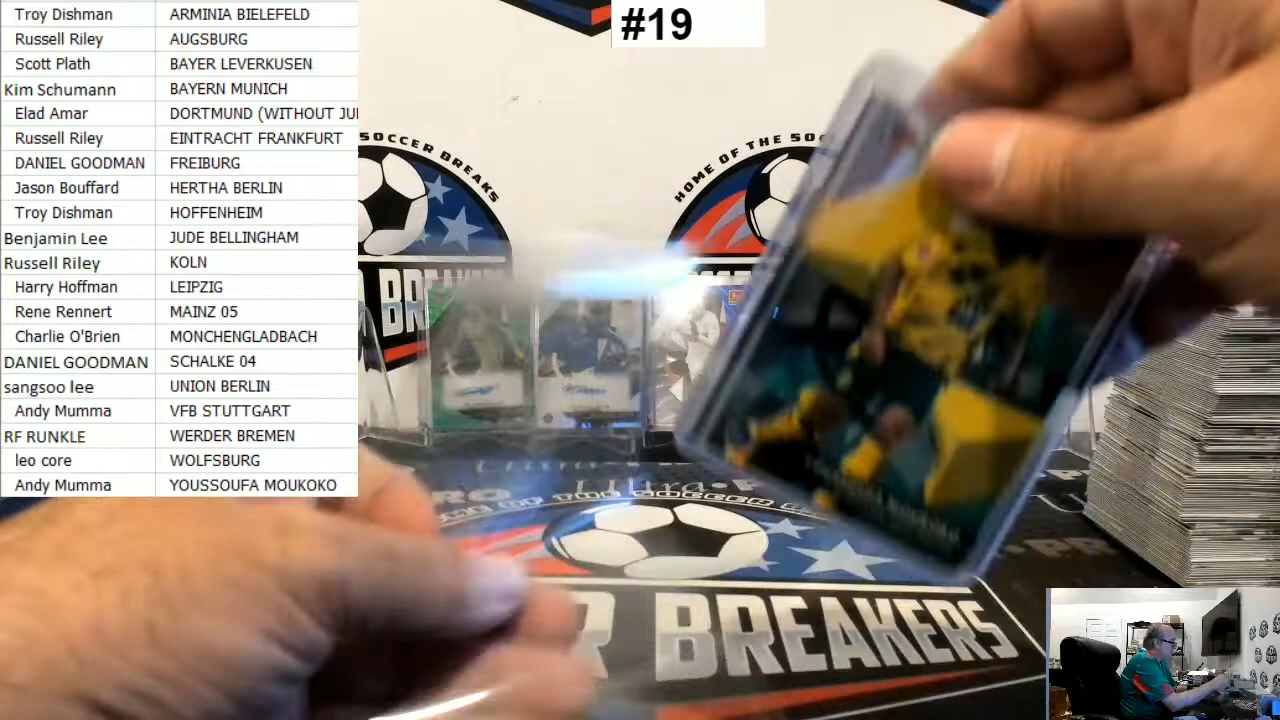 Troy Dishman ARMINIA BIELEFELD
Russell Riley AUGSBURG
Scott Plath BAYER LEVERKUSEN
Kim Schumann BAYERN MUNICH
Elad Amar DORTMUND (WITHOUT JU
Russell Riley EINTRACHT FRANKFURT
DANIEL GOODMAN FREIBURG
Jason Bouffard HERTHA BERLIN
Troy Dishman HOFFENHEIM
Benjamin Lee JUDE BELLINGHAM
Russell Riley KOLN
Harry Hoffman LEIPZIG
Rene Rennert MAINZ 05
Charlie O'Brien MONCHENGLADBACH
DANIEL GOODMAN SCHALKE 04
sangsoo lee UNION BERLIN
Andy Mumma VFB STUTTGART
RF RUNKLE WERDER BREMEN
leo core WOLFSBURG
Andy Mumma YOUSSOUFA MOUKOKO
#19
SOCCER BREAKS
HOME OF THE SOC
BR
OF THE SOCCER
R BREAKERS